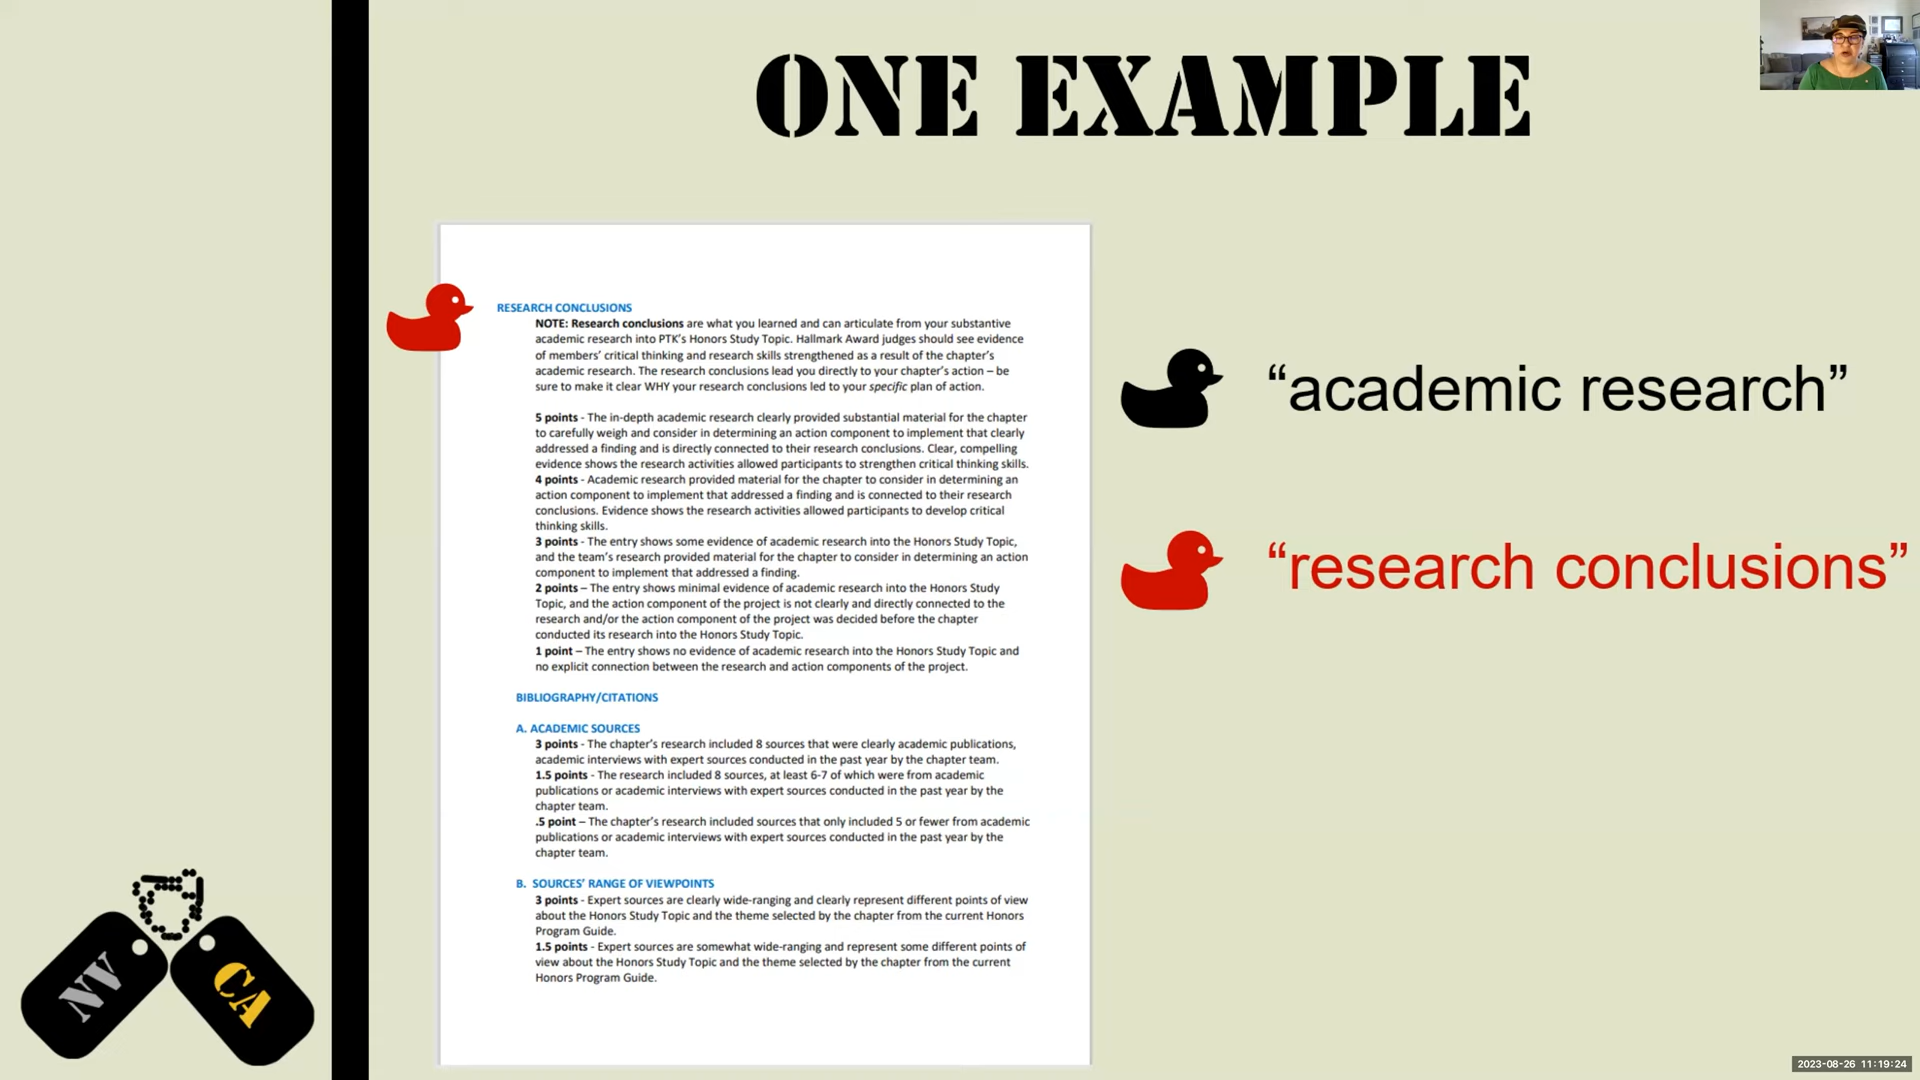 ONE EXAMPLE
RESEARCH CONCLUSIONS
NOTE: Research conclusions are what you learned and can articulate from your substantive
academic research into PTK's Honors Study Topic. Hallmark Award judges should see evidence
of members' critical thinking and research skills strengthened as a result of the chapter's
academic research. The research conclusions lead you directly to your chapter's action – be
sure to make it clear WHY your research conclusions led to your specific plan of action.
5 points - The in-depth academic research clearly provided substantial material for the chapter
to carefully weigh and consider in determining an action component to implement that clearly
addressed a finding and is directly connected to their research conclusions. Clear, compelling
evidence shows the research activities allowed participants to strengthen critical thinking skills.
4 points - Academic research provided material for the chapter to consider in determining an
action component to implement that addressed a finding and is connected to their research
conclusions. Evidence shows the research activities allowed participants to develop critical
thinking skills.
3 points - The entry shows some evidence of academic research into the Honors Study Topic,
and the team's research provided material for the chapter to consider in determining an action
component to implement that addressed a finding.
2 points – The entry shows minimal evidence of academic research into the Honors Study
Topic, and the action component of the project is not clearly and directly connected to the
research and/or the action component of the project was decided before the chapter
conducted its research into the Honors Study Topic.
1 point – The entry shows no evidence of academic research into the Honors Study Topic and
no explicit connection between the research and action components of the project.
BIBLIOGRAPHY/CITATIONS
A. ACADEMIC SOURCES
3 points - The chapter's research included 8 sources that were clearly academic publications,
academic interviews with expert sources conducted in the past year by the chapter team.
1.5 points - The research included 8 sources, at least 6-7 of which were from academic
publications or academic interviews with expert sources conducted in the past year by the
chapter team.
.5 point – The chapter's research included sources that only included 5 or fewer from academic
publications or academic interviews with expert sources conducted in the past year by the
chapter team.
B. SOURCES' RANGE OF VIEWPOINTS
3 points - Expert sources are clearly wide-ranging and clearly represent different points of view
about the Honors Study Topic and the theme selected by the chapter from the current Honors
Program Guide.
1.5 points - Expert sources are somewhat wide-ranging and represent some different points of
view about the Honors Study Topic and the theme selected by the chapter from the current
Honors Program Guide.
“academic research”
“research conclusions”
NV
CA
2023-08-26 11:19:24